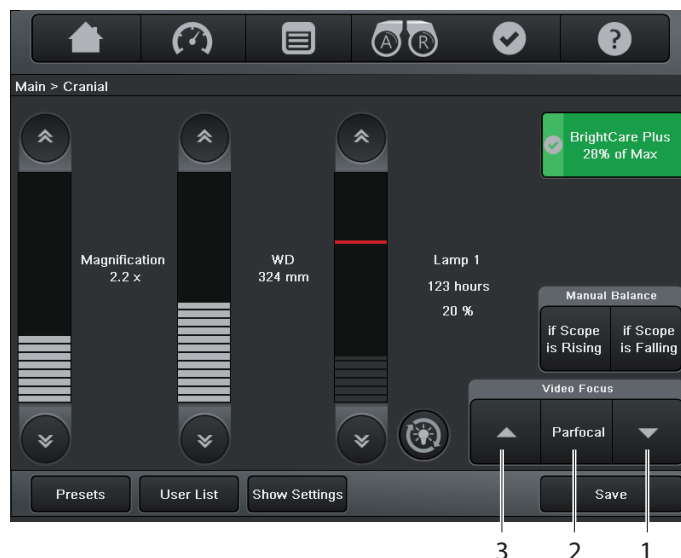 A R ?
Main > Cranial
BrightCare Plus
28% of Max
Magnification
2.2 x
WD
324 mm
Lamp 1
123 hours
20 %
Manual Balance
if Scope
is Rising
if Scope
is Falling
Video Focus
Parfocal
Presets
User List
Show Settings
Save
3 2 1